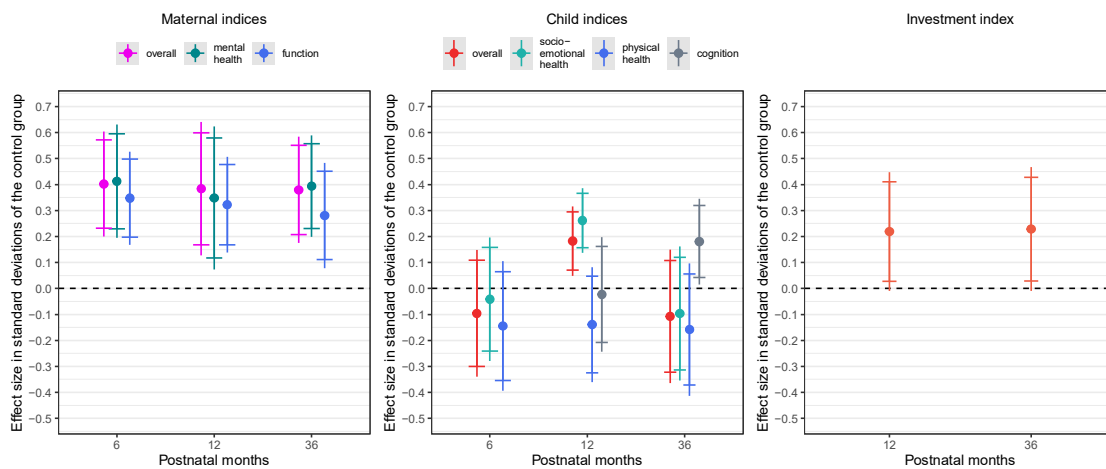 Maternal indices
overall
mental
health
function
Effect size in standard deviations of the control group
0.7
0.6
0.5
0.4
0.3
0.2
0.1
0.0
−0.1
−0.2
−0.3
−0.4
−0.5
6
12
36
Postnatal months
Child indices
overall
socio−
emotional
health
physical
health
cognition
Effect size in standard deviations of the control group
0.7
0.6
0.5
0.4
0.3
0.2
0.1
0.0
−0.1
−0.2
−0.3
−0.4
−0.5
6
12
36
Postnatal months
Investment index
Effect size in standard deviations of the control group
0.7
0.6
0.5
0.4
0.3
0.2
0.1
0.0
−0.1
−0.2
−0.3
−0.4
−0.5
12
36
Postnatal months